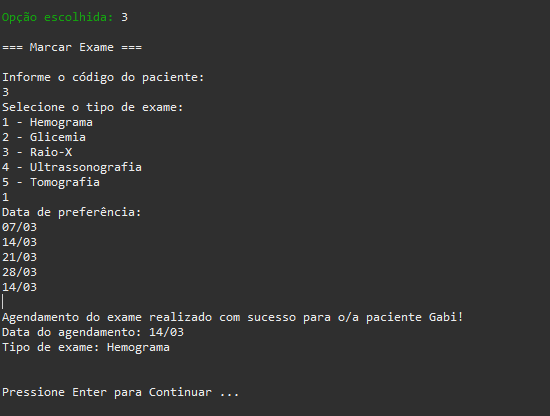 Opção escolhida: 3
=== Marcar Exame ===
Informe o código do paciente:
3
Selecione o tipo de exame:
1 - Hemograma
2 - Glicemia
3 - Raio-X
4 - Ultrassonografia
5 - Tomografia
1
Data de preferência:
07/03
14/03
21/03
28/03
14/03
Agendamento do exame realizado com sucesso para o/a paciente Gabi!
Data do agendamento: 14/03
Tipo de exame: Hemograma
Pressione Enter para Continuar ...